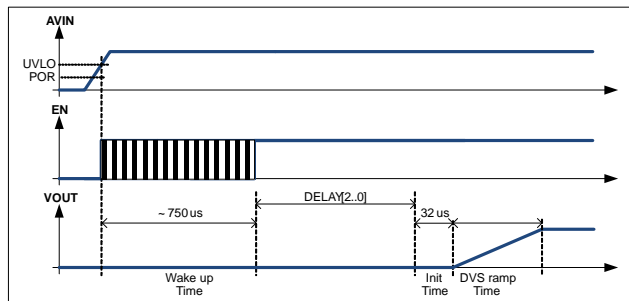 AVIN
UVLO
POR
EN
VOUT
DELAY[2..0]
~ 750 us
32 us
Wake up
Time
Init
Time
DVS ramp
Time